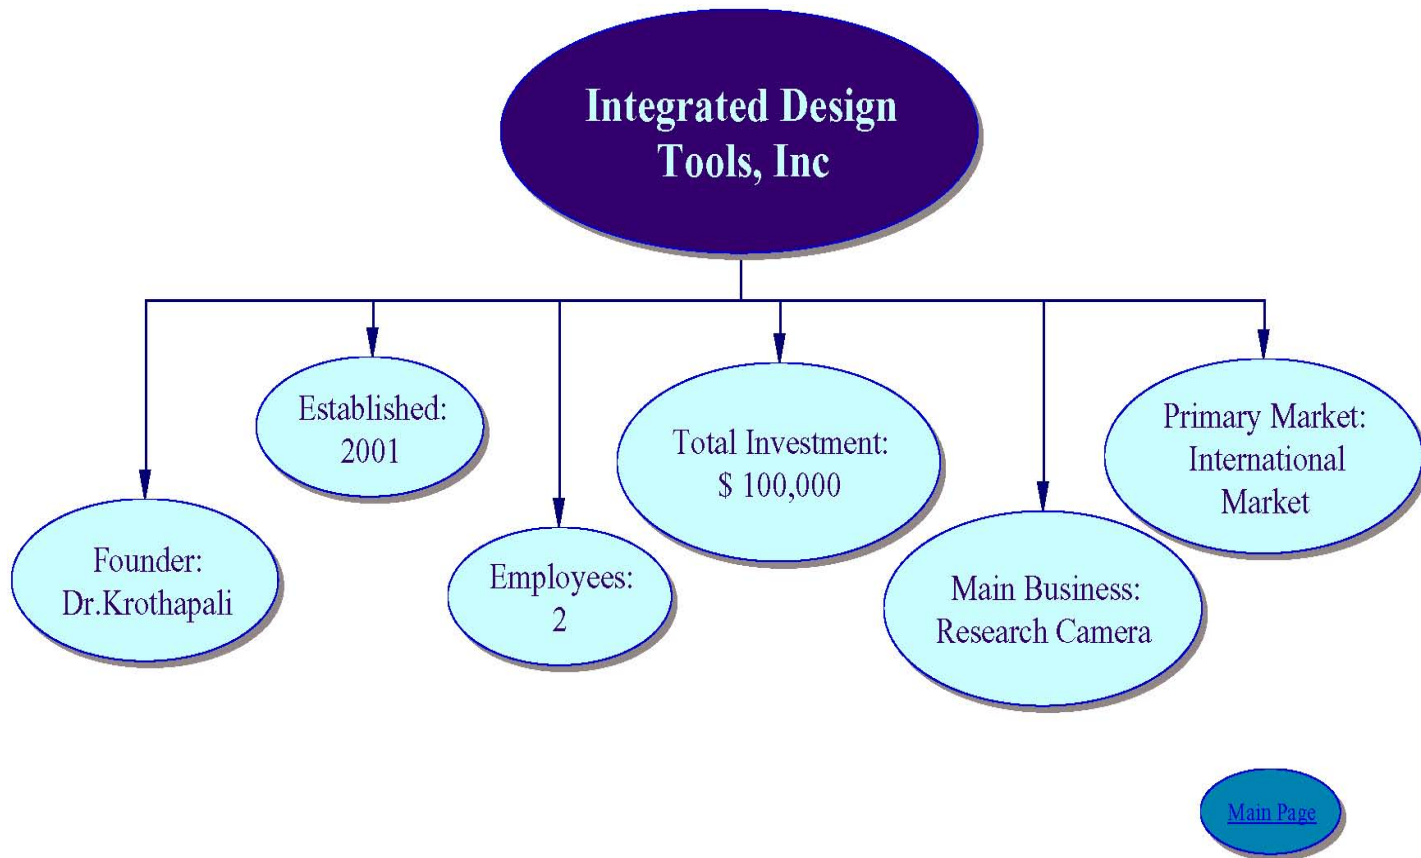 Integrated Design
Tools, Inc
Established:
2001
Total Investment:
$ 100,000
Primary Market:
International
Market
Founder:
Dr.Krothapali
Employees:
2
Main Business:
Research Camera
Main Page